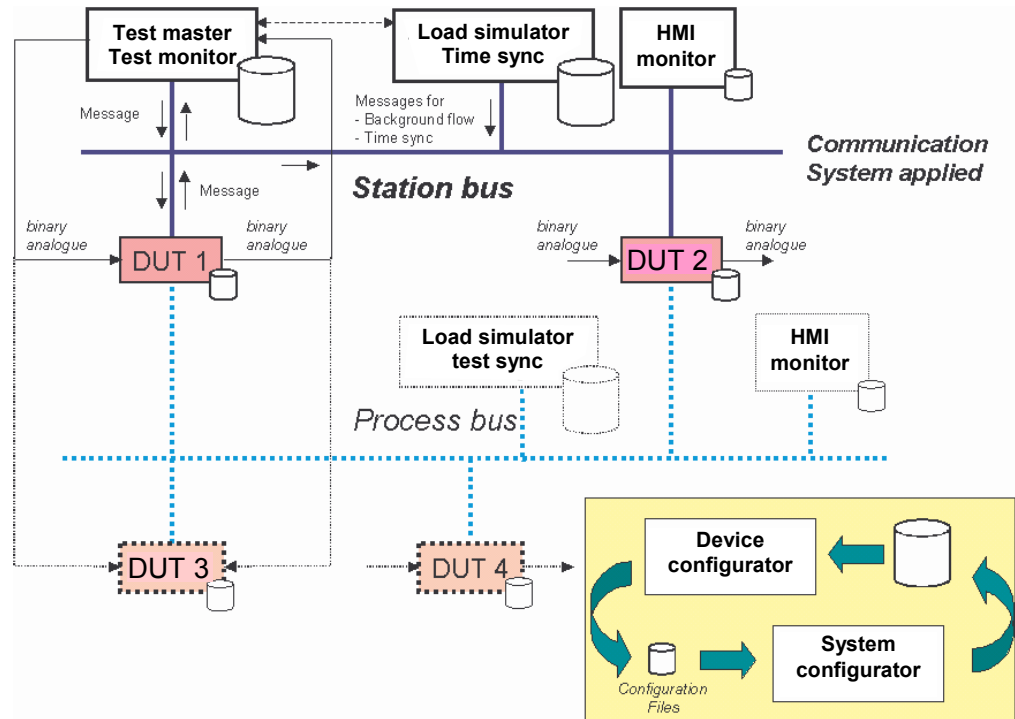 Test master
Test monitor
Load simulator
Time sync
HMI
monitor
Message
Messages for
- Background flow
- Time sync
Communication
System applied
Message
Station bus
binary
analogue
DUT 1
binary
analogue
binary
analogue
DUT 2
binary
analogue
Load simulator
test sync
HMI
monitor
Process bus
DUT 3
DUT 4
Device
configurator
System
configurator
Configuration
Files